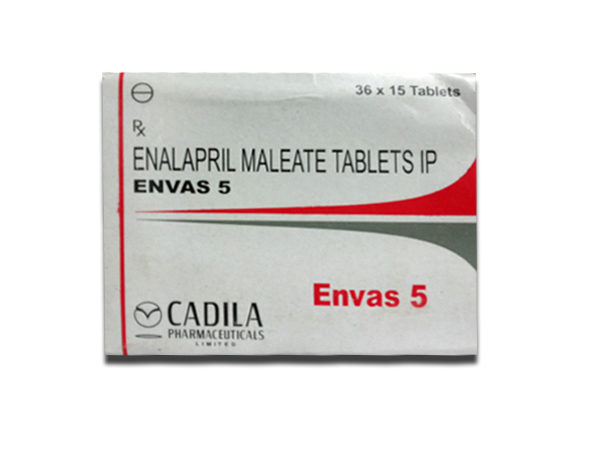 36 x 15 Tablets
Rx
ENALAPRIL MALEATE TABLETS IP
ENVAS 5
Envas 5
CADILA
PHARMACEUTICALS
LIMITED